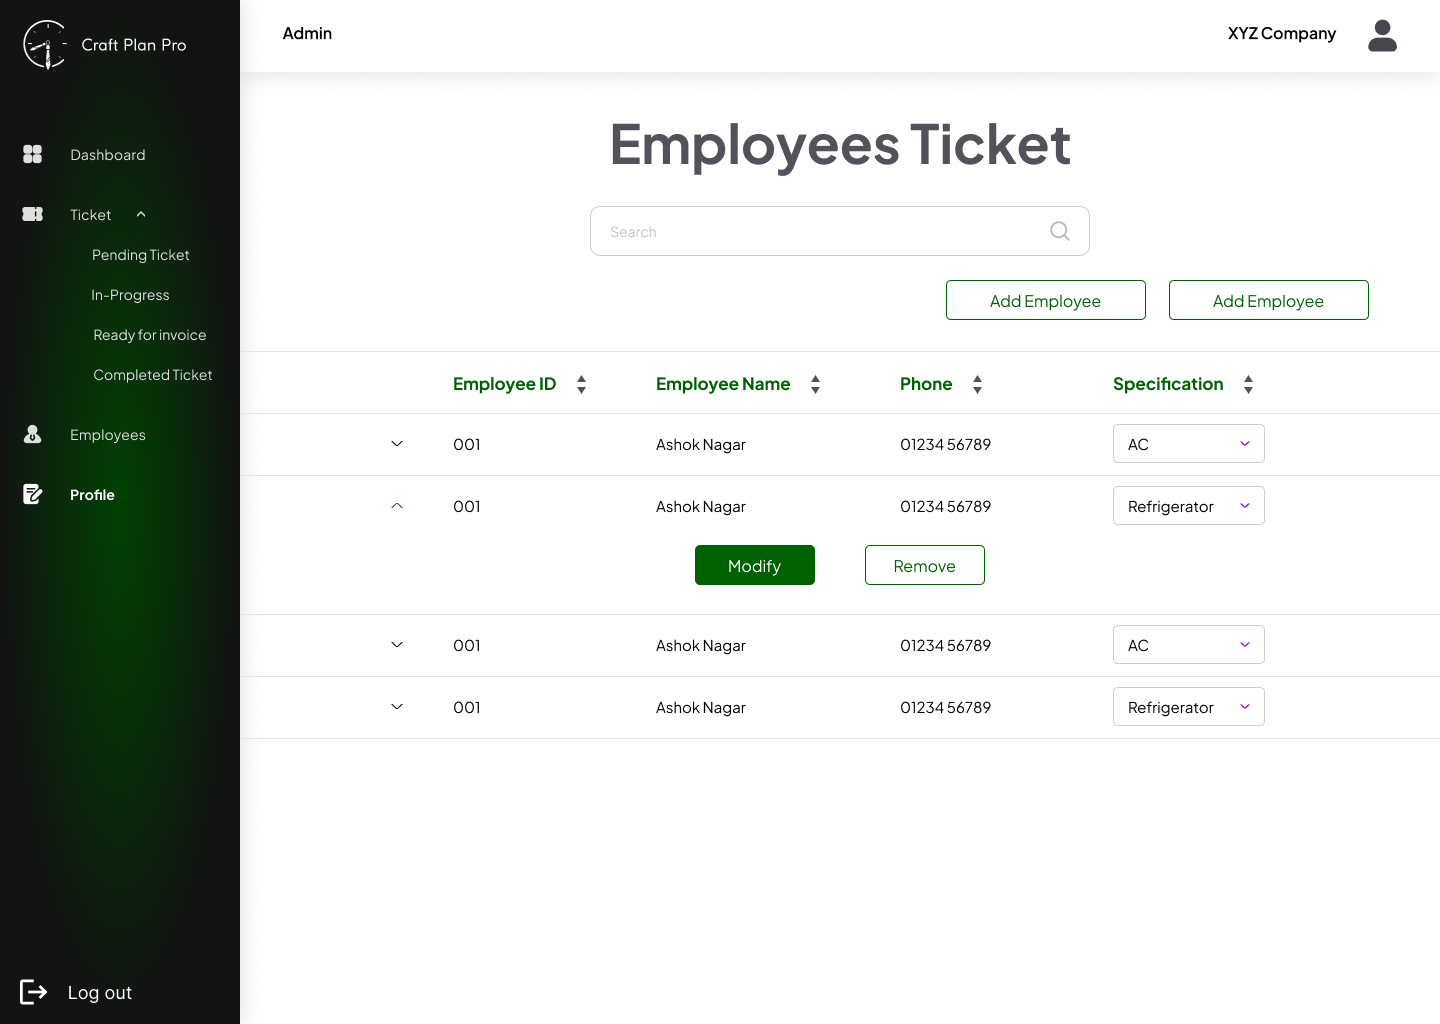 Craft Plan Pro
Admin
XYZ Company
Dashboard
Ticket
Pending Ticket
In-Progress
Ready for invoice
Completed Ticket
Employees
Profile
Log out
Employees Ticket
Search
Add Employee
Add Employee
Employee ID Employee Name Phone Specification
001 Ashok Nagar 01234 56789 AC
001 Ashok Nagar 01234 56789 Refrigerator
Modify Remove
001 Ashok Nagar 01234 56789 AC
001 Ashok Nagar 01234 56789 Refrigerator